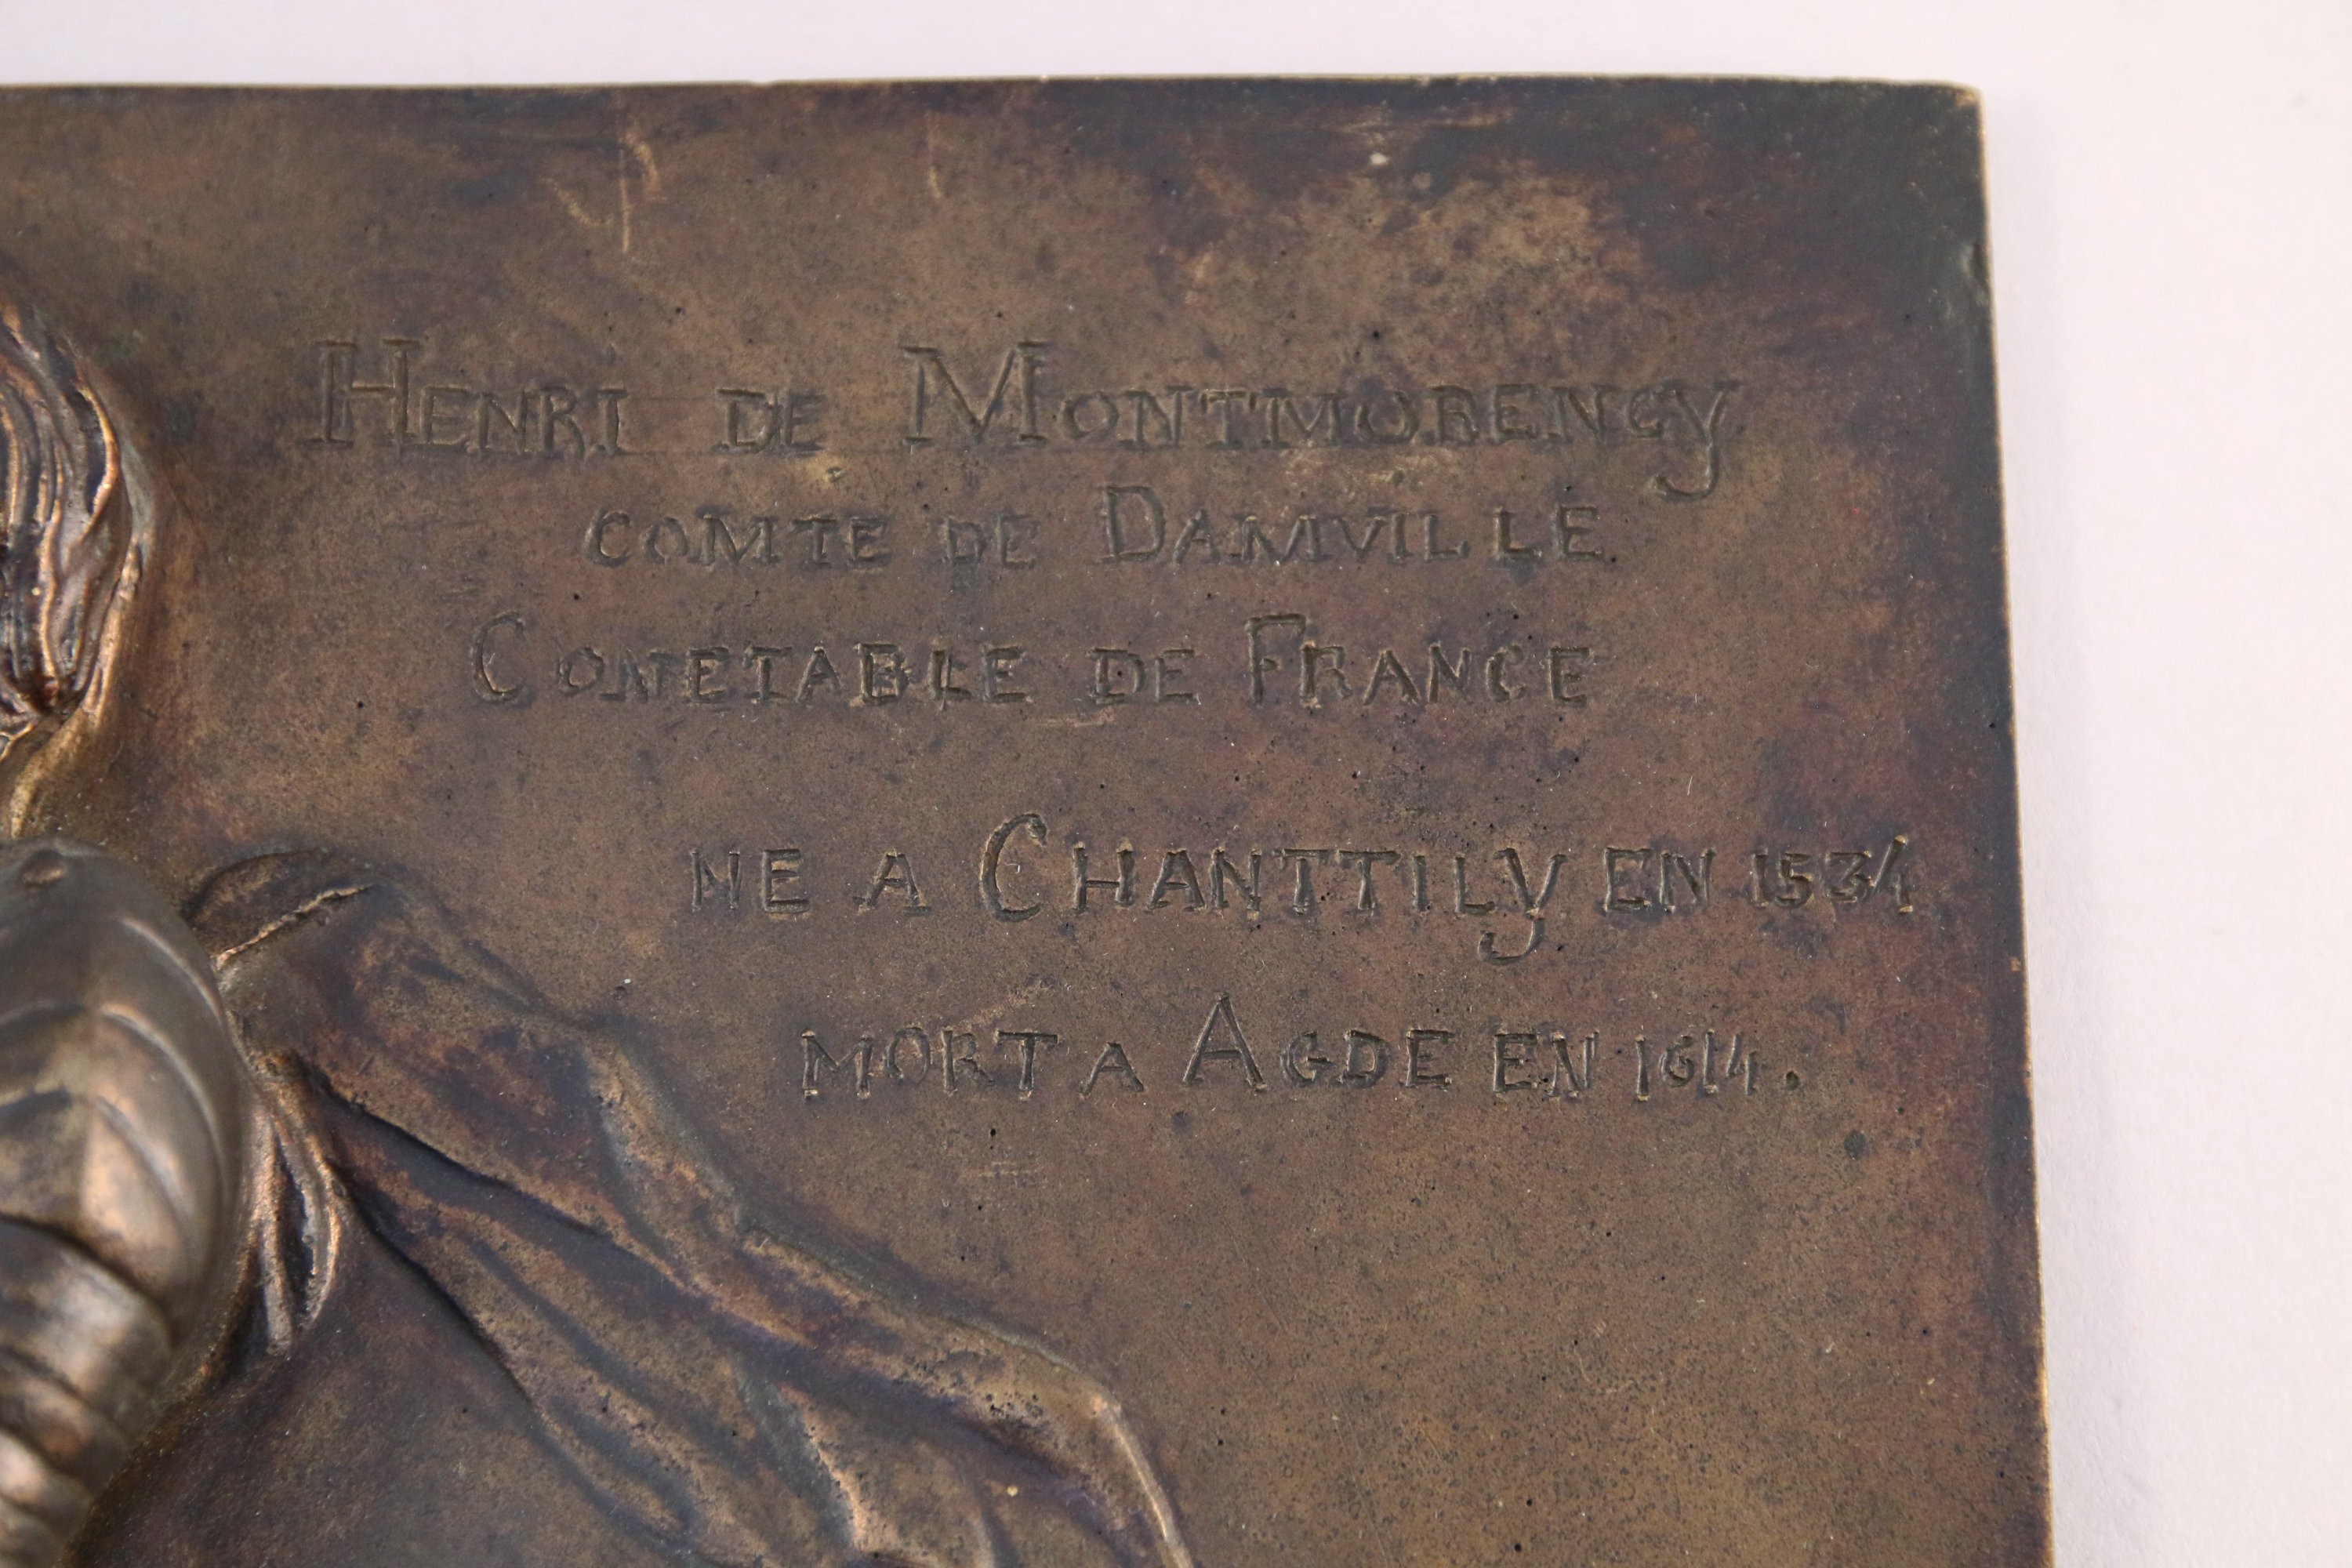 HENRI DE MONTMORENCY
COMTE DE DAMVILLE
CONETABLE DE FRANCE
NE A CHANTTILY EN 1534
MORT A AGDE EN 1614.